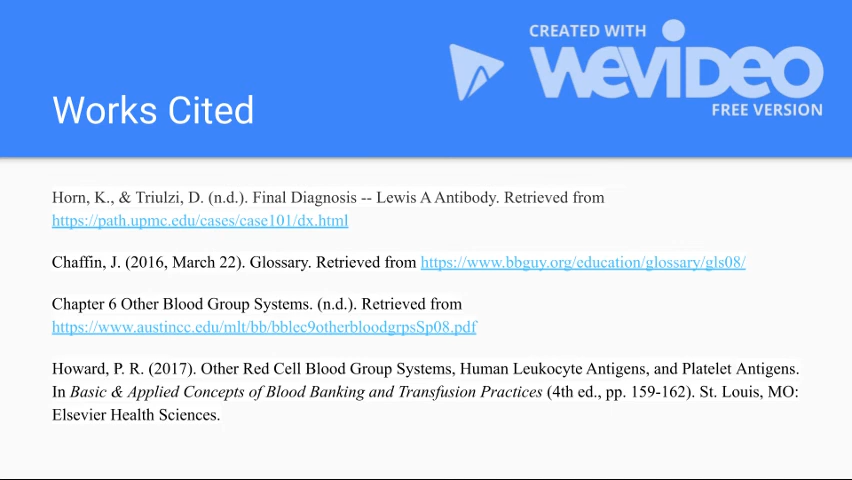 CREATED WITH
WEVIDEO
FREE VERSION
Works Cited
Horn, K., & Triulzi, D. (n.d.). Final Diagnosis -- Lewis A Antibody. Retrieved from
https://path.upmc.edu/cases/case101/dx.html
Chaffin, J. (2016, March 22). Glossary. Retrieved from https://www.bbguy.org/education/glossary/gls08/
Chapter 6 Other Blood Group Systems. (n.d.). Retrieved from
https://www.austincc.edu/mlt/bb/bblec9otherbloodgrpsSp08.pdf
Howard, P. R. (2017). Other Red Cell Blood Group Systems, Human Leukocyte Antigens, and Platelet Antigens.
In Basic & Applied Concepts of Blood Banking and Transfusion Practices (4th ed., pp. 159-162). St. Louis, MO:
Elsevier Health Sciences.